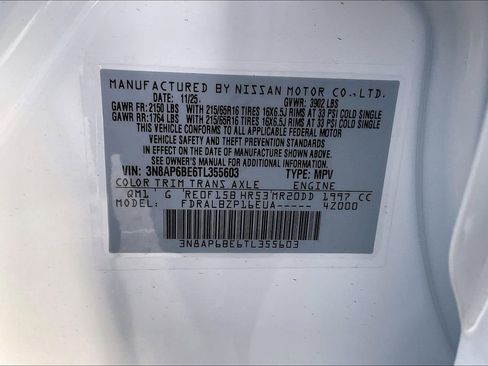 MANUFACTURED BY NISSAN MOTOR CO.,LTD.
DATE 11/25 GVWR: 3902 LBS
GAWR FR: 2150 LBS WITH 215/65R16 TIRES 16X6.5J RIMS AT 33 PSI COLD SINGLE
GAWR RR: 1764 LBS WITH 215/65R16 TIRES 16X6.5J RIMS AT 33 PSI COLD SINGLE
THIS VEHICLE CONFORMS TO ALL APPLICABLE FEDERAL MOTOR
VEHICLE SAFETY AND THEFT PREVENTION STANDARDS
IN EFFECT ON THE DATE OF MANUFACTURE SHOWN ABOVE.
SEE OWNER'S MANUAL FOR ADDITIONAL INFORMATION
VIN: 3N8AP6BE6TL355603 TYPE: MPV
COLOR TRIM TRANS AXLE ENGINE
QM1 G RE0F15B HR53 MR20DD 1997 CC
MODEL: FDRALBZP16EUA----- 4Z000
3N8AP6BE6TL355603